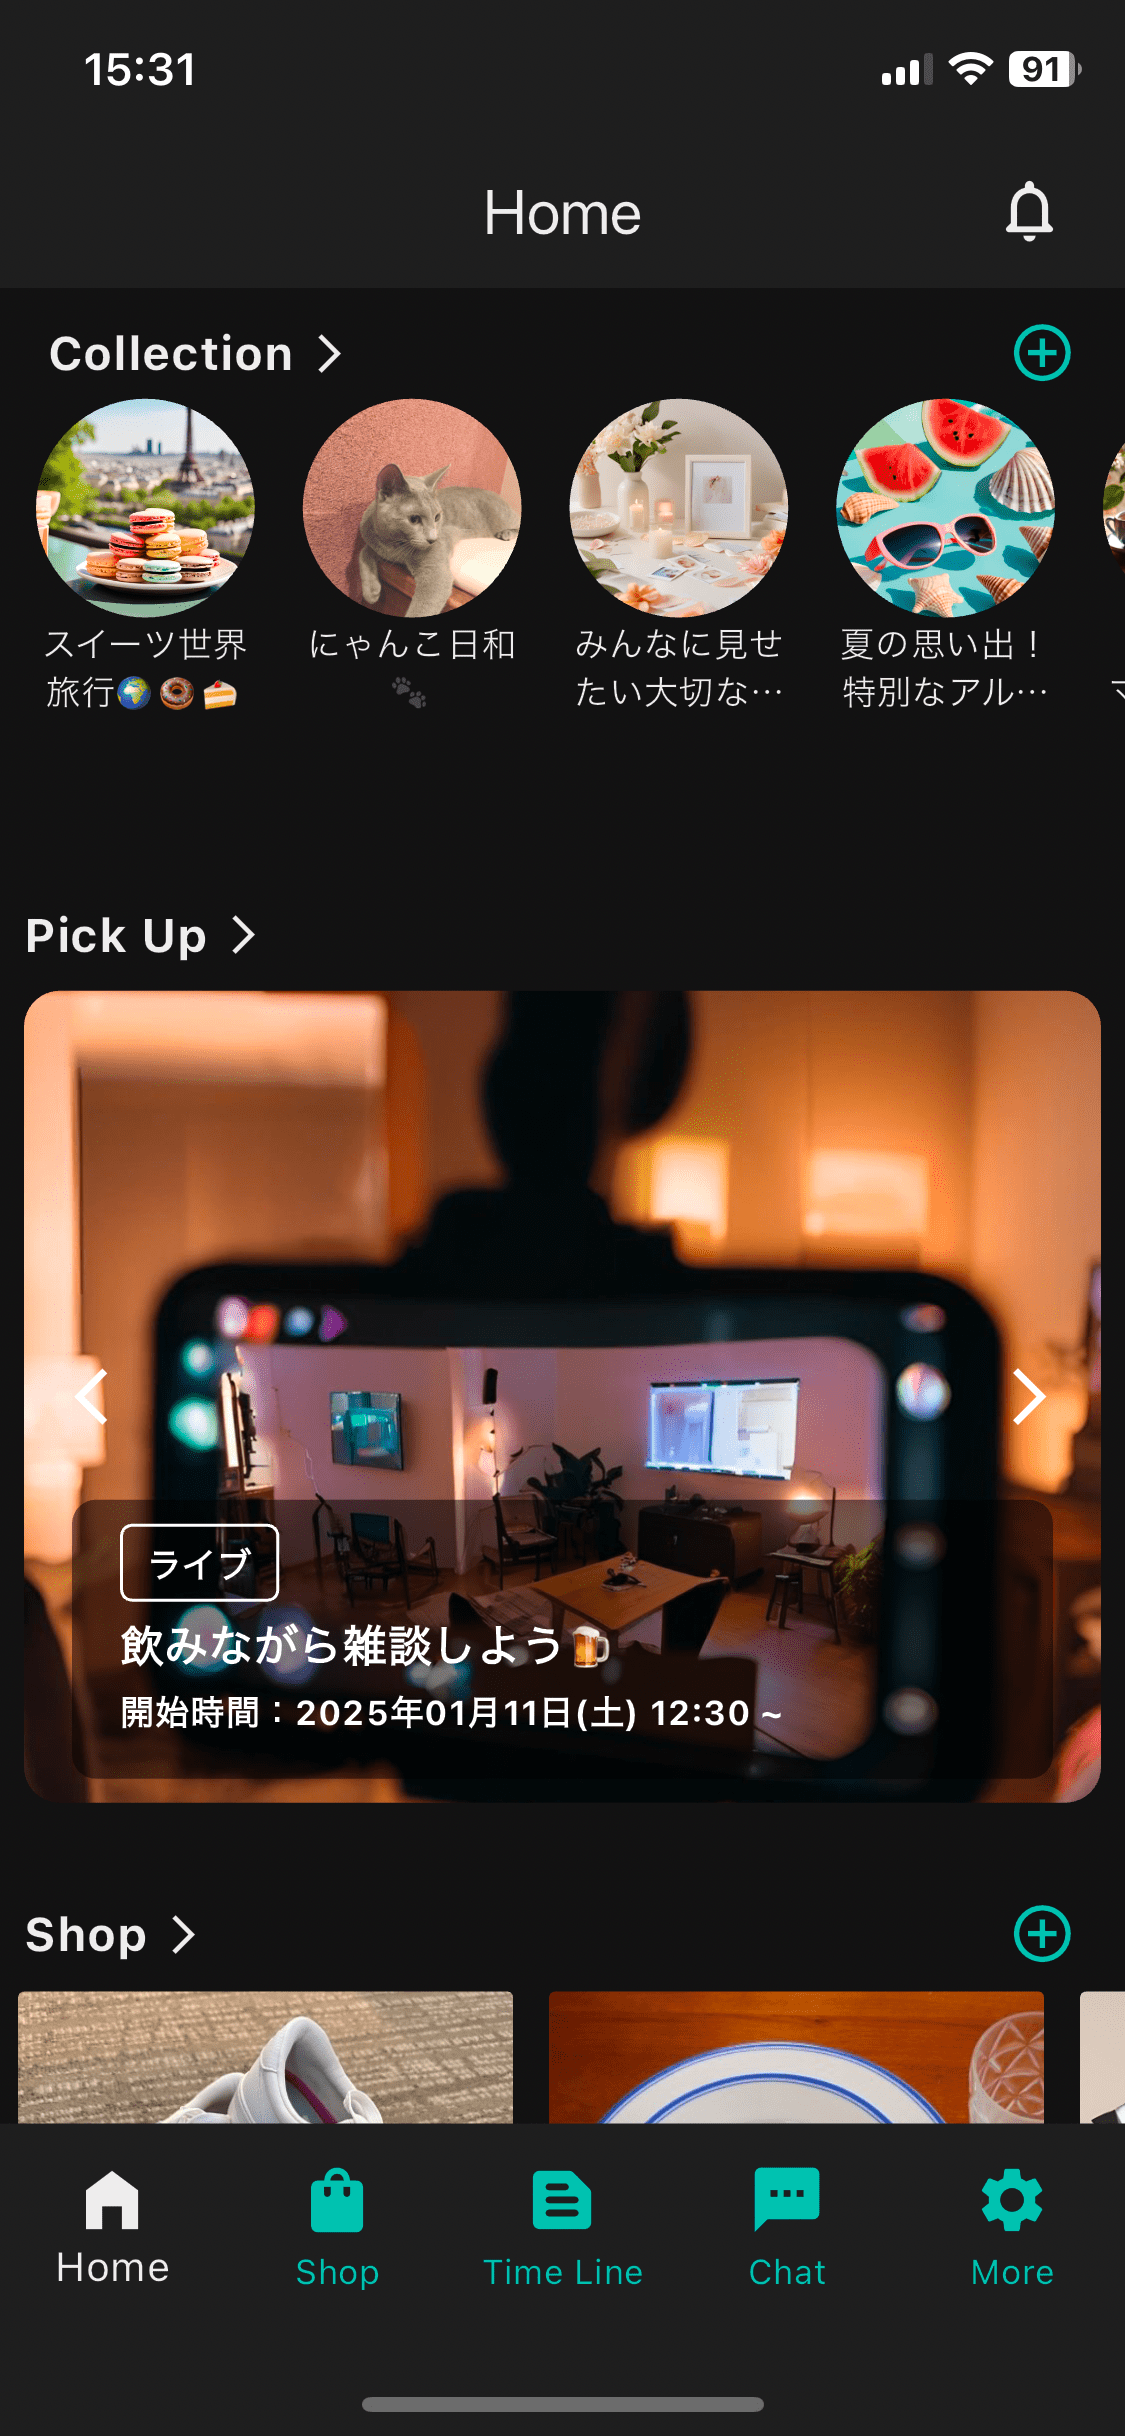 15:31
91
Home
Collection
スイーツ世界
旅行🌍🍩🍰
にゃんこ日和
🐾
みんなに見せ
たい大切な…
夏の思い出！
特別なアル…
Pick Up
ライブ
飲みながら雑談しよう🍺
開始時間：2025年01月11日(土) 12:30 ~
Shop
Home
Shop
Time Line
Chat
More